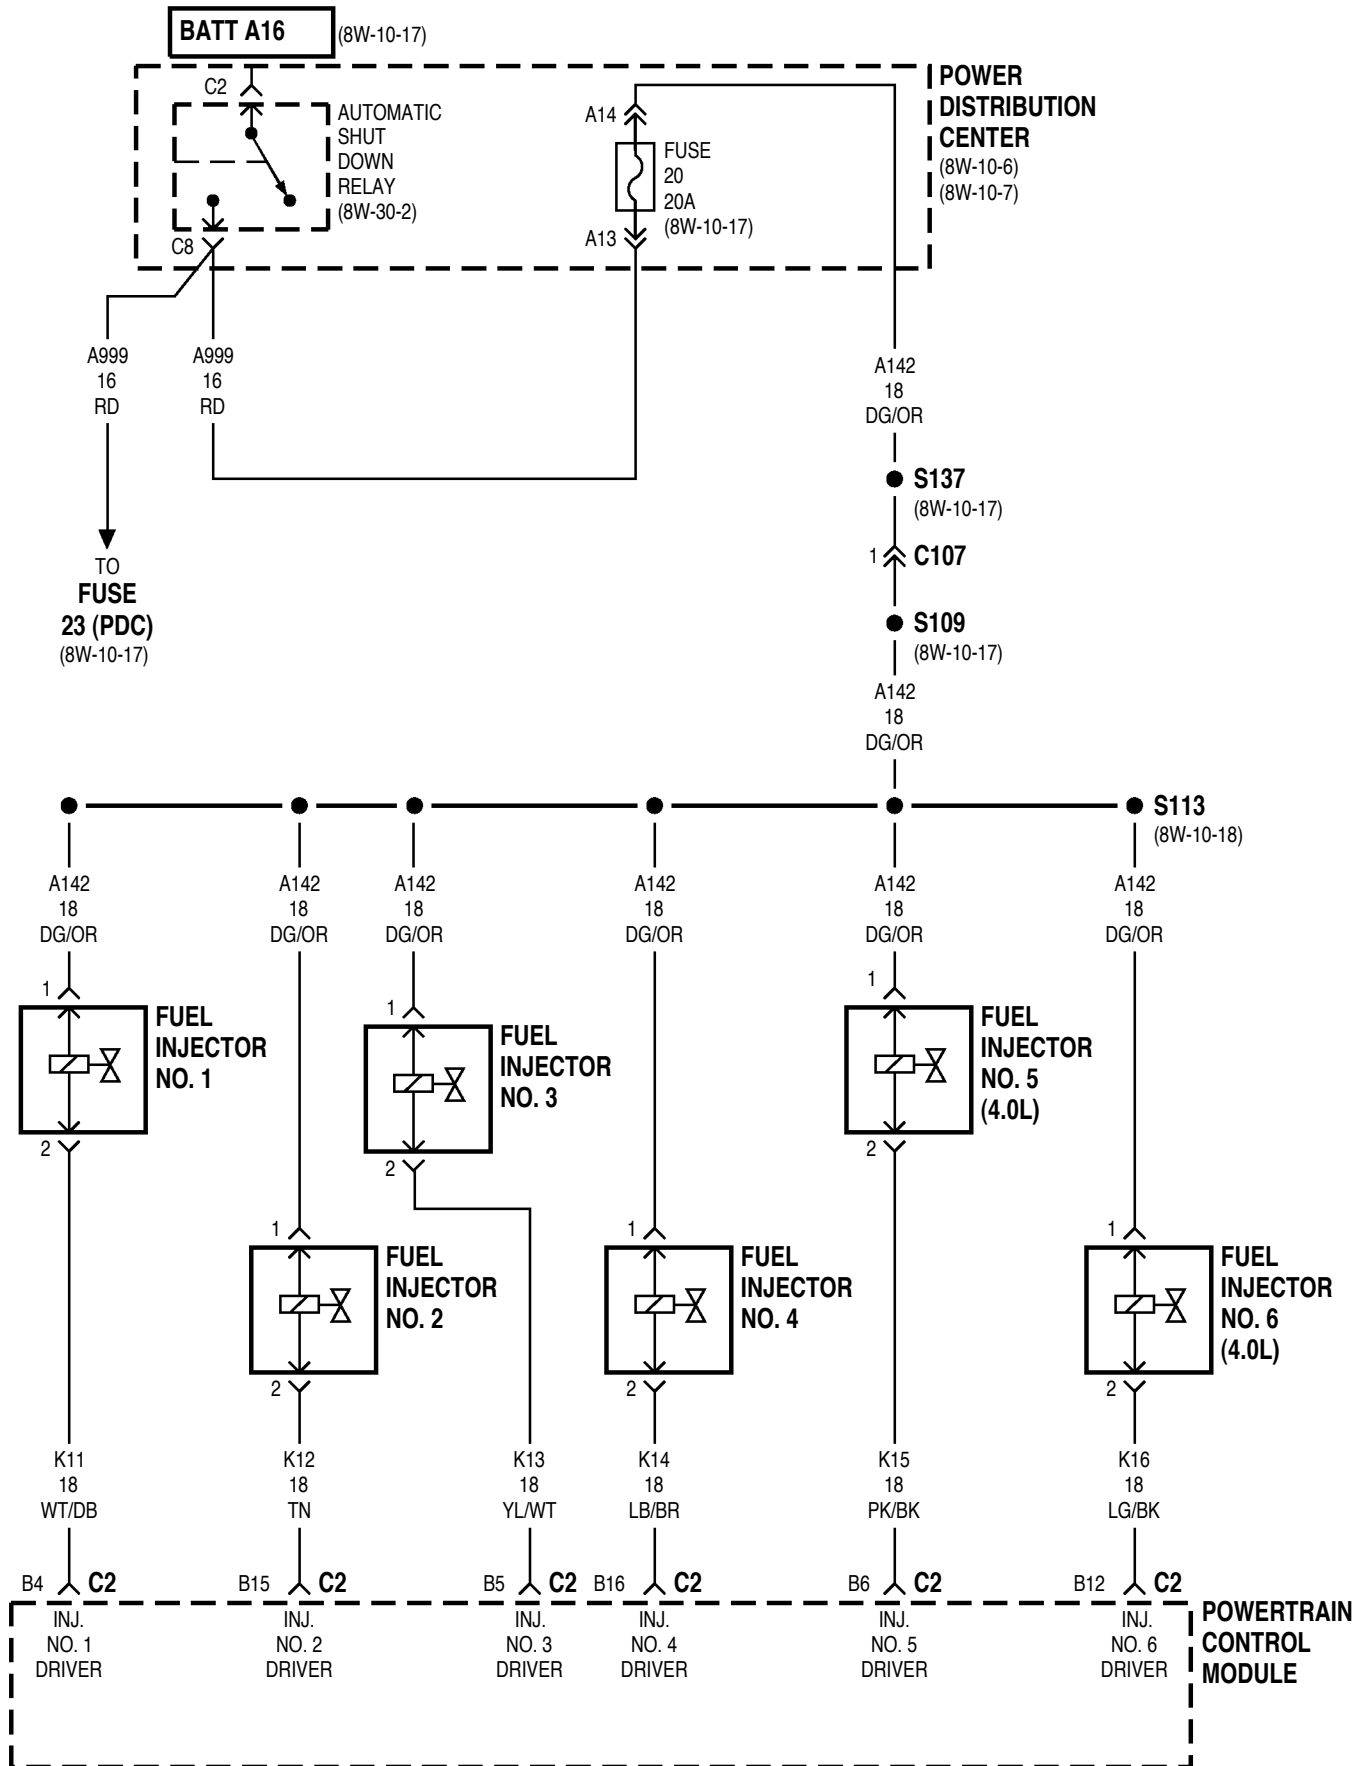 BATT A16
(8W-10-17)
C2
AUTOMATIC
SHUT
DOWN
RELAY
(8W-30-2)
C8
A14
FUSE
20
20A
(8W-10-17)
A13
POWER
DISTRIBUTION
CENTER
(8W-10-6)
(8W-10-7)
A999
16
RD
A999
16
RD
A142
18
DG/OR
TO
FUSE
23 (PDC)
(8W-10-17)
S137
(8W-10-17)
1
C107
S109
(8W-10-17)
A142
18
DG/OR
S113
(8W-10-18)
A142
18
DG/OR
A142
18
DG/OR
A142
18
DG/OR
A142
18
DG/OR
A142
18
DG/OR
A142
18
DG/OR
1
FUEL
INJECTOR
NO. 1
2
1
FUEL
INJECTOR
NO. 3
2
1
FUEL
INJECTOR
NO. 5
(4.0L)
2
1
FUEL
INJECTOR
NO. 2
2
1
FUEL
INJECTOR
NO. 4
2
1
FUEL
INJECTOR
NO. 6
(4.0L)
2
K11
18
WT/DB
K12
18
TN
K13
18
YL/WT
K14
18
LB/BR
K15
18
PK/BK
K16
18
LG/BK
B4 C2
B15 C2
B5 C2
B16 C2
B6 C2
B12 C2
INJ.
NO. 1
DRIVER
INJ.
NO. 2
DRIVER
INJ.
NO. 3
DRIVER
INJ.
NO. 4
DRIVER
INJ.
NO. 5
DRIVER
INJ.
NO. 6
DRIVER
POWERTRAIN
CONTROL
MODULE